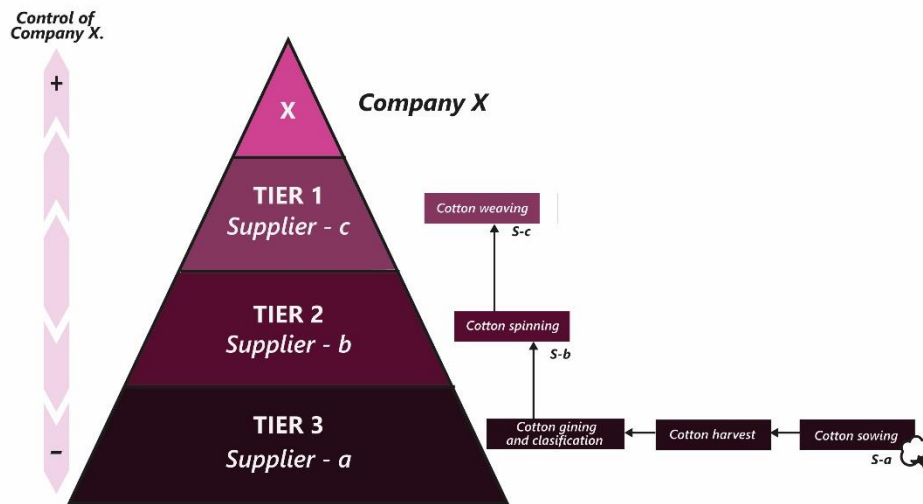 Control of
Company X.
+
X
Company X
TIER 1
Supplier - c
Cotton weaving
S-c
TIER 2
Supplier - b
Cotton spinning
S-b
TIER 3
Supplier - a
Cotton gining
and clasification
Cotton harvest
Cotton sowing
S-a
–